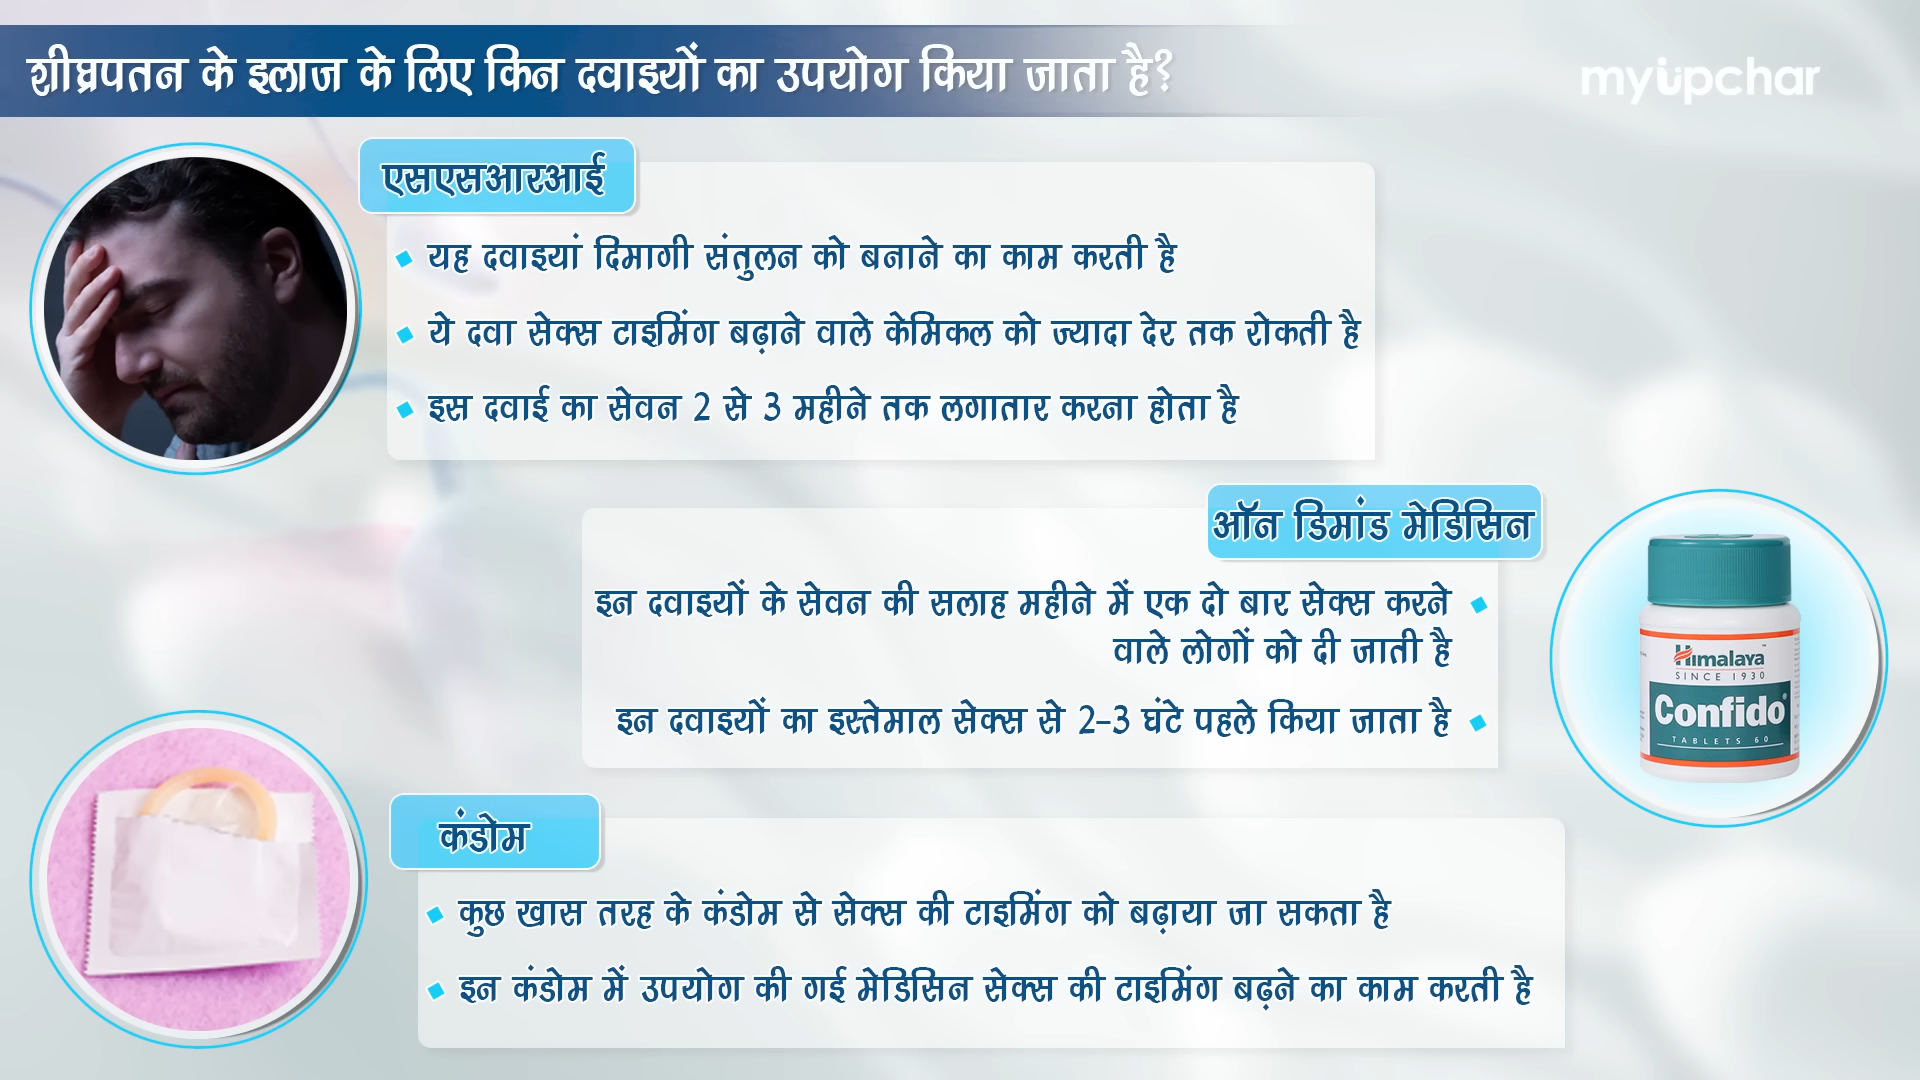 शीघ्रपतन के इलाज के लिए किन दवाइयों का उपयोग किया जाता है?
myupchar
एसएसआरआई
यह दवाइयां दिमागी संतुलन को बनाने का काम करती है
ये दवा सेक्स टाइमिंग बढ़ाने वाले केमिकल को ज्यादा देर तक रोकती है
इस दवाई का सेवन 2 से 3 महीने तक लगातार करना होता है
ऑन डिमांड मेडिसिन
इन दवाइयों के सेवन की सलाह महीने में एक दो बार सेक्स करने
वाले लोगों को दी जाती है
इन दवाइयों का इस्तेमाल सेक्स से 2-3 घंटे पहले किया जाता है
Himalaya
SINCE 1930
Confido
TABLETS 60
कंडोम
कुछ खास तरह के कंडोम से सेक्स की टाइमिंग को बढ़ाया जा सकता है
इन कंडोम में उपयोग की गई मेडिसिन सेक्स की टाइमिंग बढ़ने का काम करती है